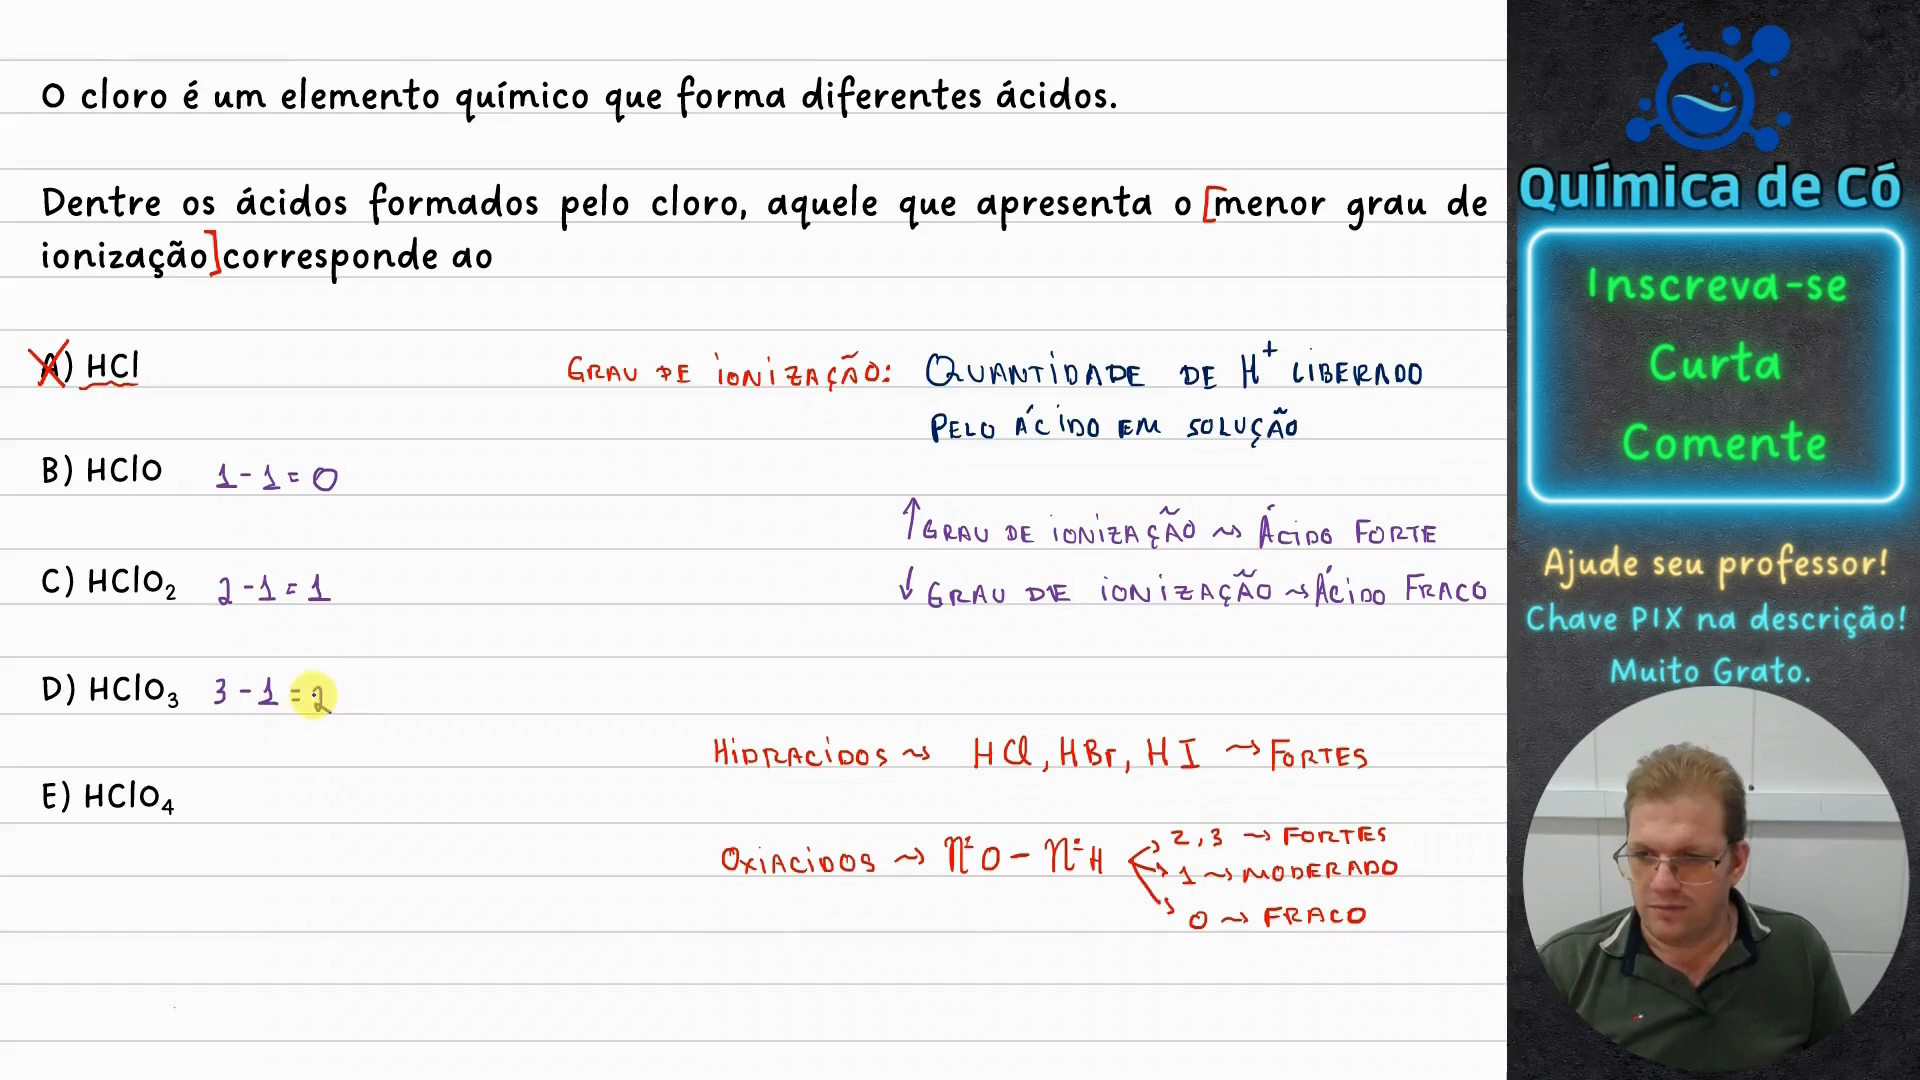 O cloro é um elemento químico que forma diferentes ácidos.
Dentre os ácidos formados pelo cloro, aquele que apresenta o [menor grau de
ionização] corresponde ao
A) HCl
GRAU DE IONIZAÇÃO: QUANTIDADE DE H⁺ LIBERADO
PELO ÁCIDO EM SOLUÇÃO
B) HClO 1 - 1 = 0
↑ GRAU DE IONIZAÇÃO ⇝ ÁCIDO FORTE
C) HClO₂ 2 - 1 = 1
↓ GRAU DE IONIZAÇÃO ⇝ ÁCIDO FRACO
D) HClO₃ 3 - 1 = 2
HIDRÁCIDOS ⇝ HCl, HBr, HI ⇝ FORTES
E) HClO₄
OXIÁCIDOS ⇝ Nº O - Nº H
2, 3 ⇝ FORTES
1 ⇝ MODERADO
0 ⇝ FRACO
Química de Có
Inscreva-se
Curta
Comente
Ajude seu professor!
Chave PIX na descrição!
Muito Grato.